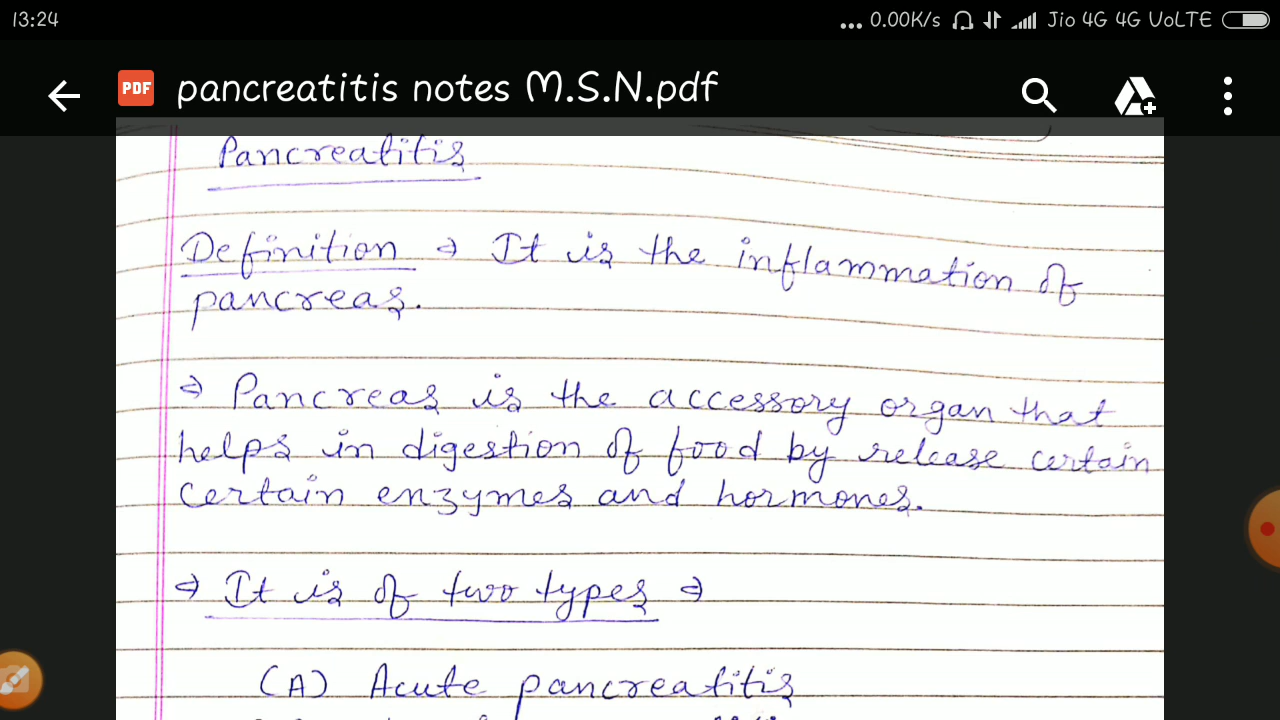 13:24
... 0.00K/s Jio 4G 4G VoLTE
PDF pancreatitis notes M.S.N.pdf
Pancreatitis
Definition ⇒ It is the inflammation of
pancreas.
⇒ Pancreas is the accessory organ that
helps in digestion of food by release certain
certain enzymes and hormones.
⇒ It is of two types ⇒
(A) Acute pancreatitis